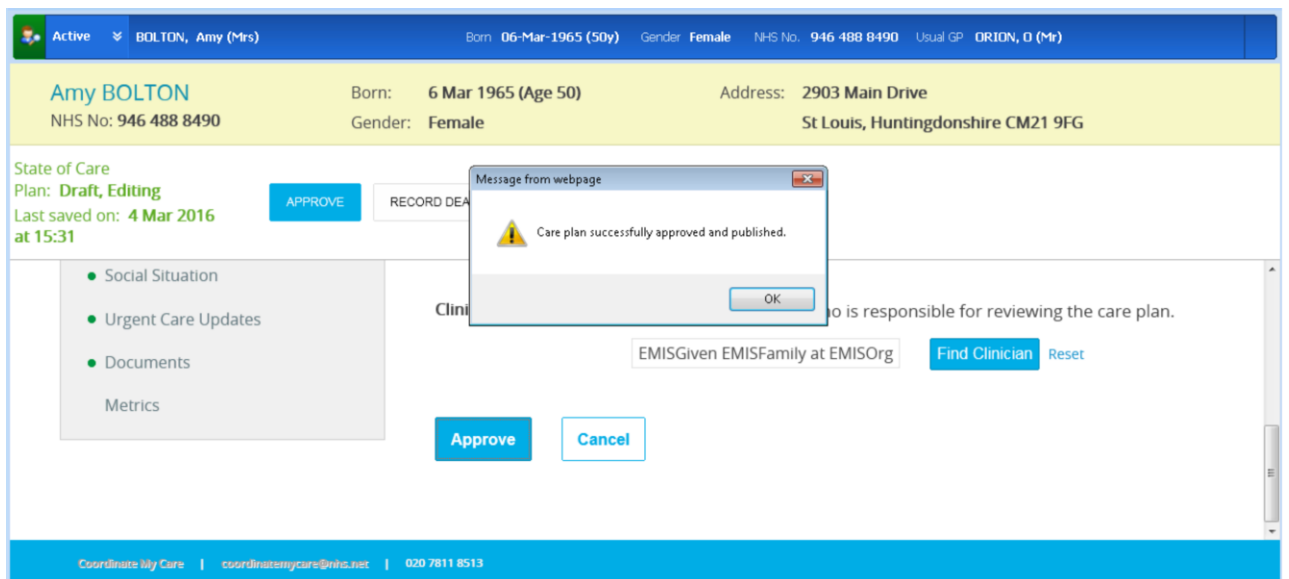 Active BOLTON, Amy (Mrs) Born 06-Mar-1965 (50y) Gender Female NHS No. 946 488 8490 Usual GP ORION, O (Mr)
Amy BOLTON Born: 6 Mar 1965 (Age 50) Address: 2903 Main Drive
NHS No: 946 488 8490 Gender: Female St Louis, Huntingdonshire CM21 9FG
State of Care
Plan: Draft, Editing
Last saved on: 4 Mar 2016
at 15:31
APPROVE RECORD DEA
Message from webpage
Care plan successfully approved and published.
OK
Social Situation
Urgent Care Updates
Documents
Metrics
Clini o is responsible for reviewing the care plan.
EMISGiven EMISFamily at EMISOrg Find Clinician Reset
Approve Cancel
Coordinate My Care | coordinatemycare@nhs.net | 020 7811 8513